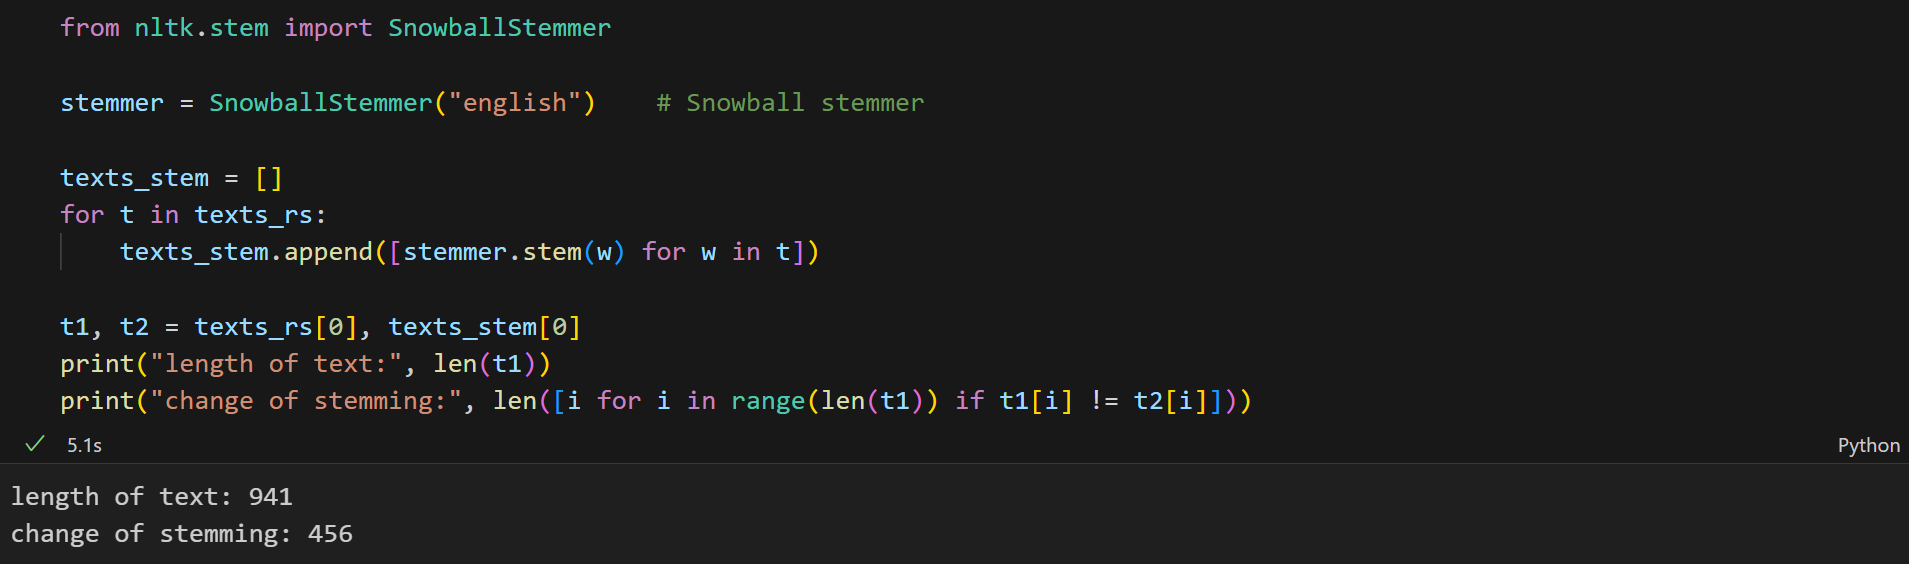 from nltk.stem import SnowballStemmer
stemmer = SnowballStemmer("english")    # Snowball stemmer
texts_stem = []
for t in texts_rs:
    texts_stem.append([stemmer.stem(w) for w in t])
t1, t2 = texts_rs[0], texts_stem[0]
print("length of text:", len(t1))
print("change of stemming:", len([i for i in range(len(t1)) if t1[i] != t2[i]]))
5.1s
Python
length of text: 941
change of stemming: 456